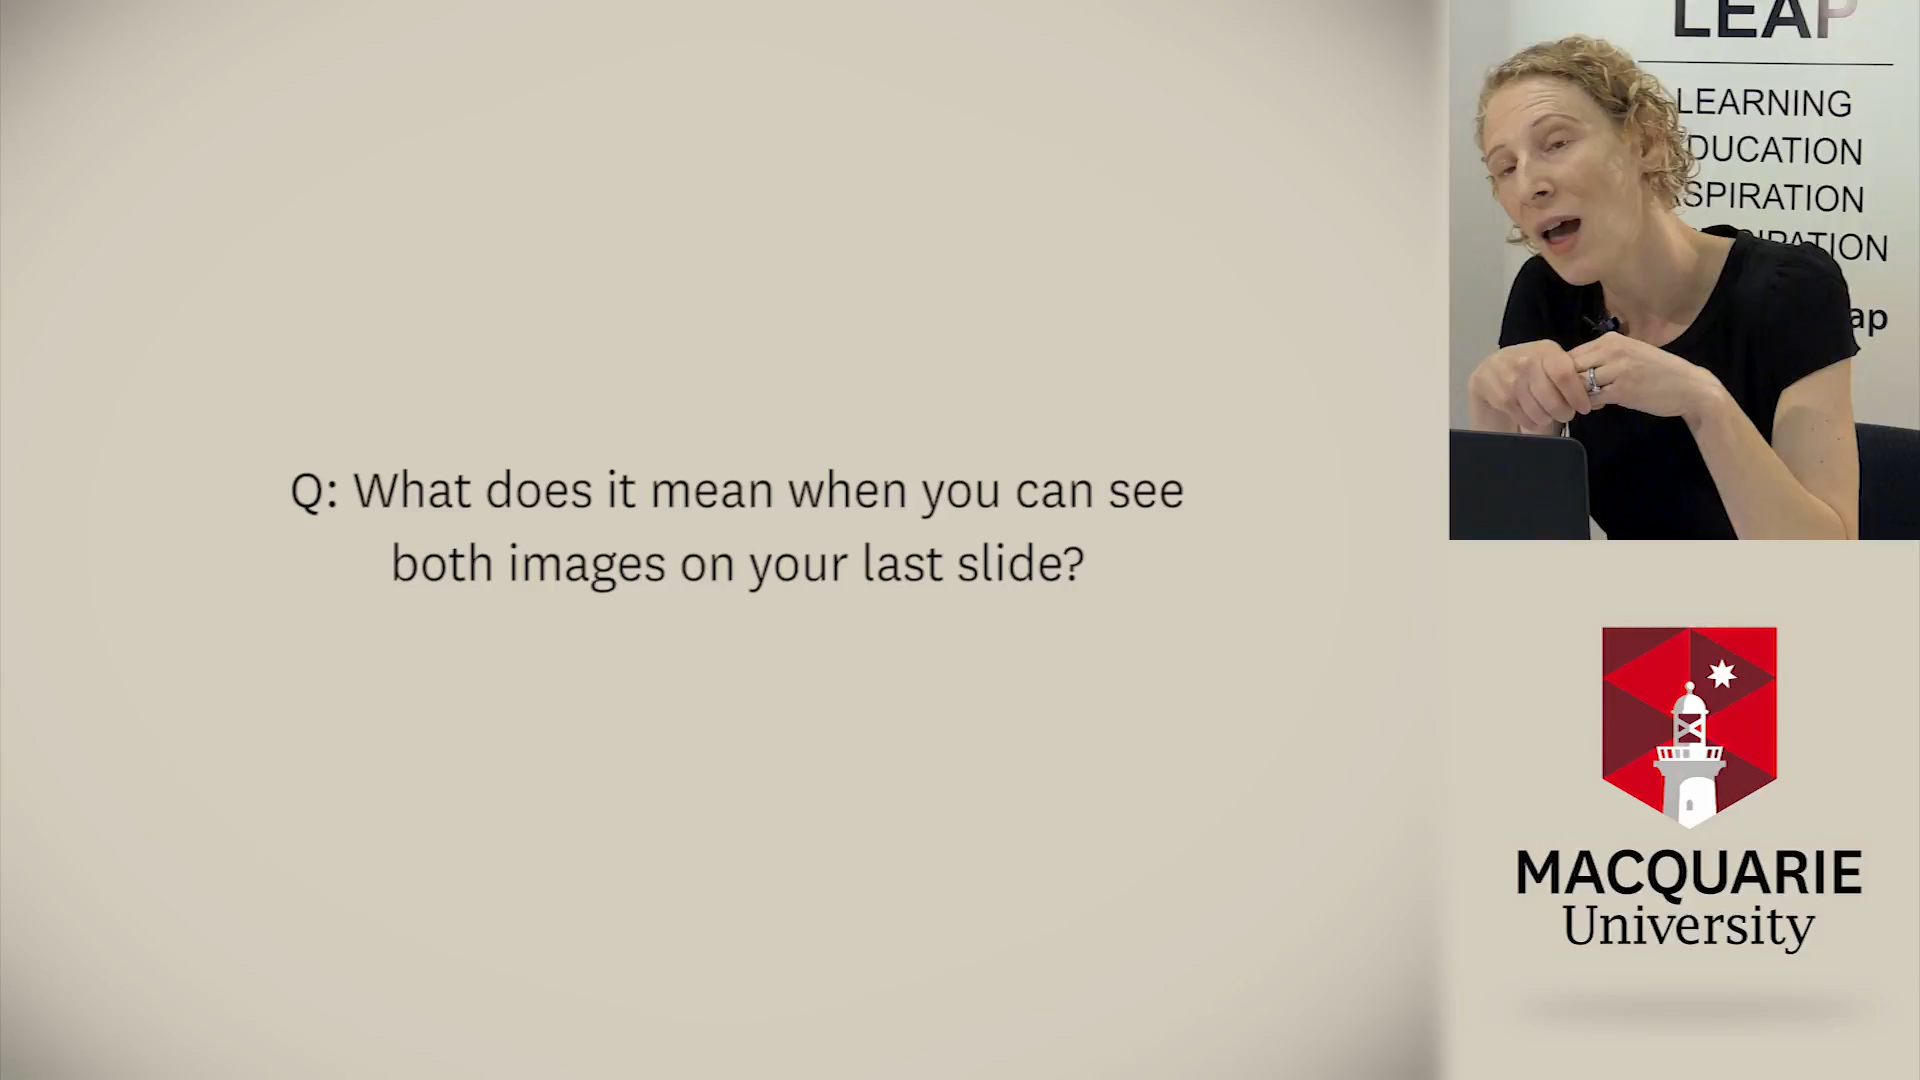 Q: What does it mean when you can see
both images on your last slide?
LEAP
LEARNING
DUCATION
SPIRATION
ATION
ap
MACQUARIE
University